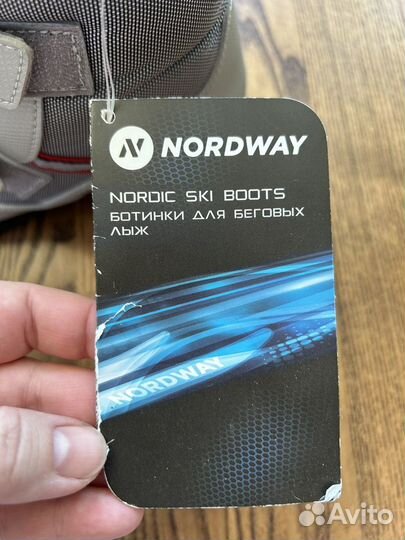 NORDWAY
NORDIC SKI BOOTS
БОТИНКИ ДЛЯ БЕГОВЫХ
ЛЫЖ
NORDWAY
Avito